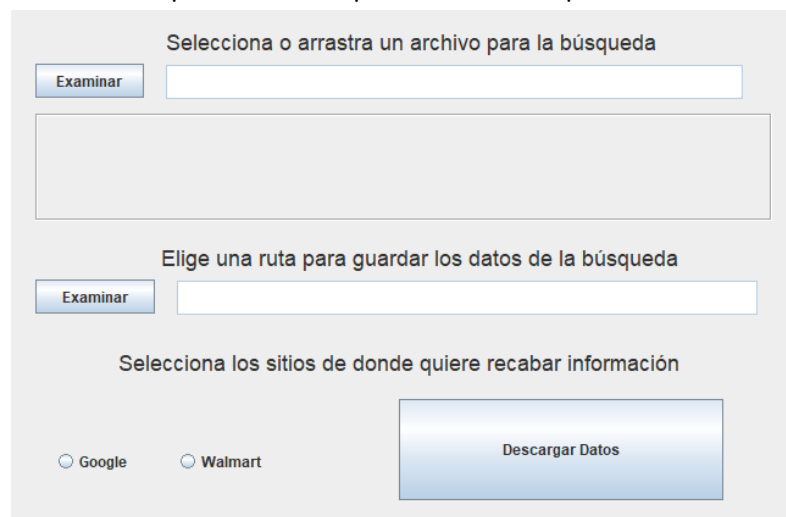 Selecciona o arrastra un archivo para la búsqueda
Examinar
Elige una ruta para guardar los datos de la búsqueda
Examinar
Selecciona los sitios de donde quiere recabar información
Google
Walmart
Descargar Datos